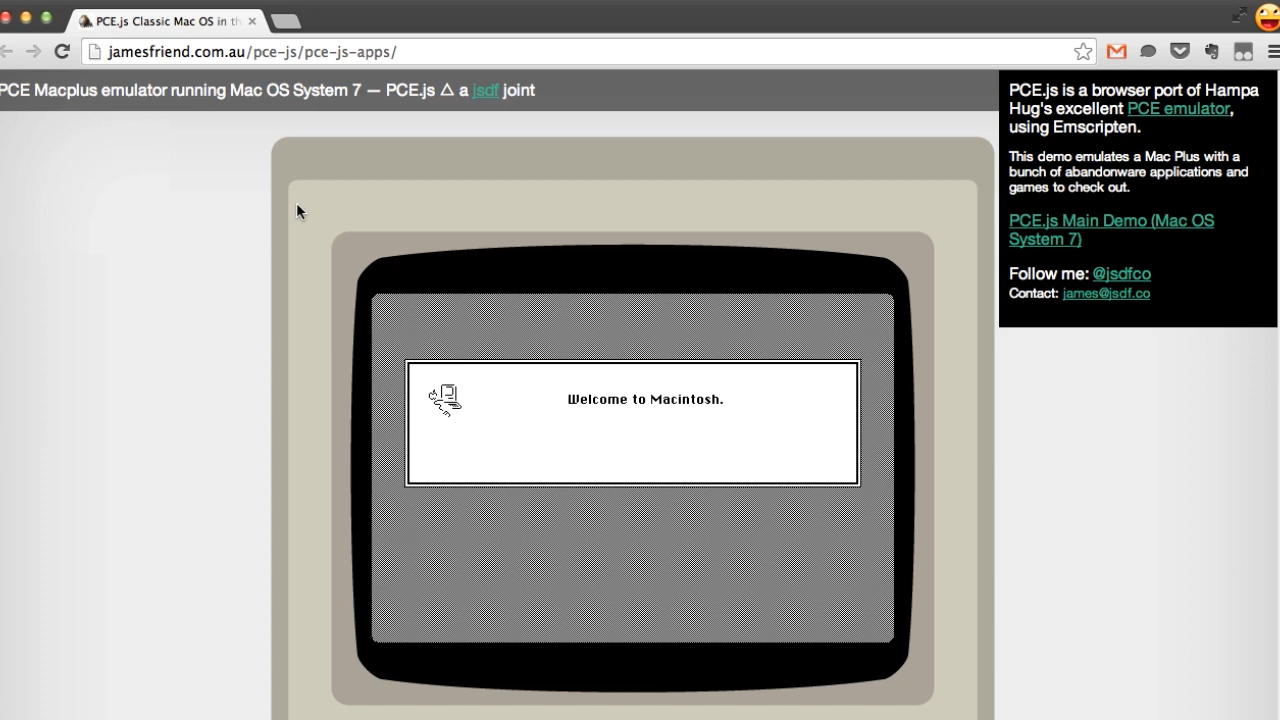 PCE.js Classic Mac OS in th
jamesfriend.com.au/pce-js/pce-js-apps/
PCE Macplus emulator running Mac OS System 7 — PCE.js △ a jsdf joint
PCE.js is a browser port of Hampa
Hug's excellent PCE emulator,
using Emscripten.
This demo emulates a Mac Plus with a
bunch of abandonware applications and
games to check out.
PCE.js Main Demo (Mac OS
System 7)
Follow me: @jsdfco
Contact: james@jsdf.co
Welcome to Macintosh.